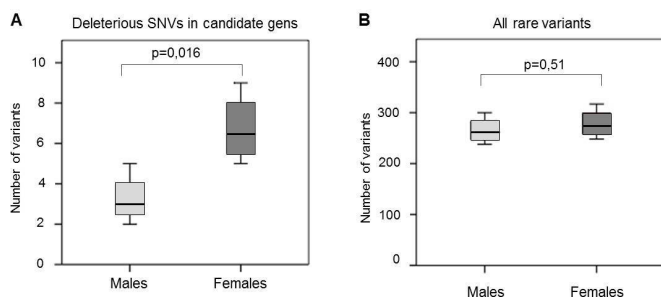 A
Deleterious SNVs in candidate gens
p=0,016
10
8
6
4
2
0
Number of variants
Males
Females
B
All rare variants
p=0,51
400
300
200
100
0
Number of variants
Males
Females